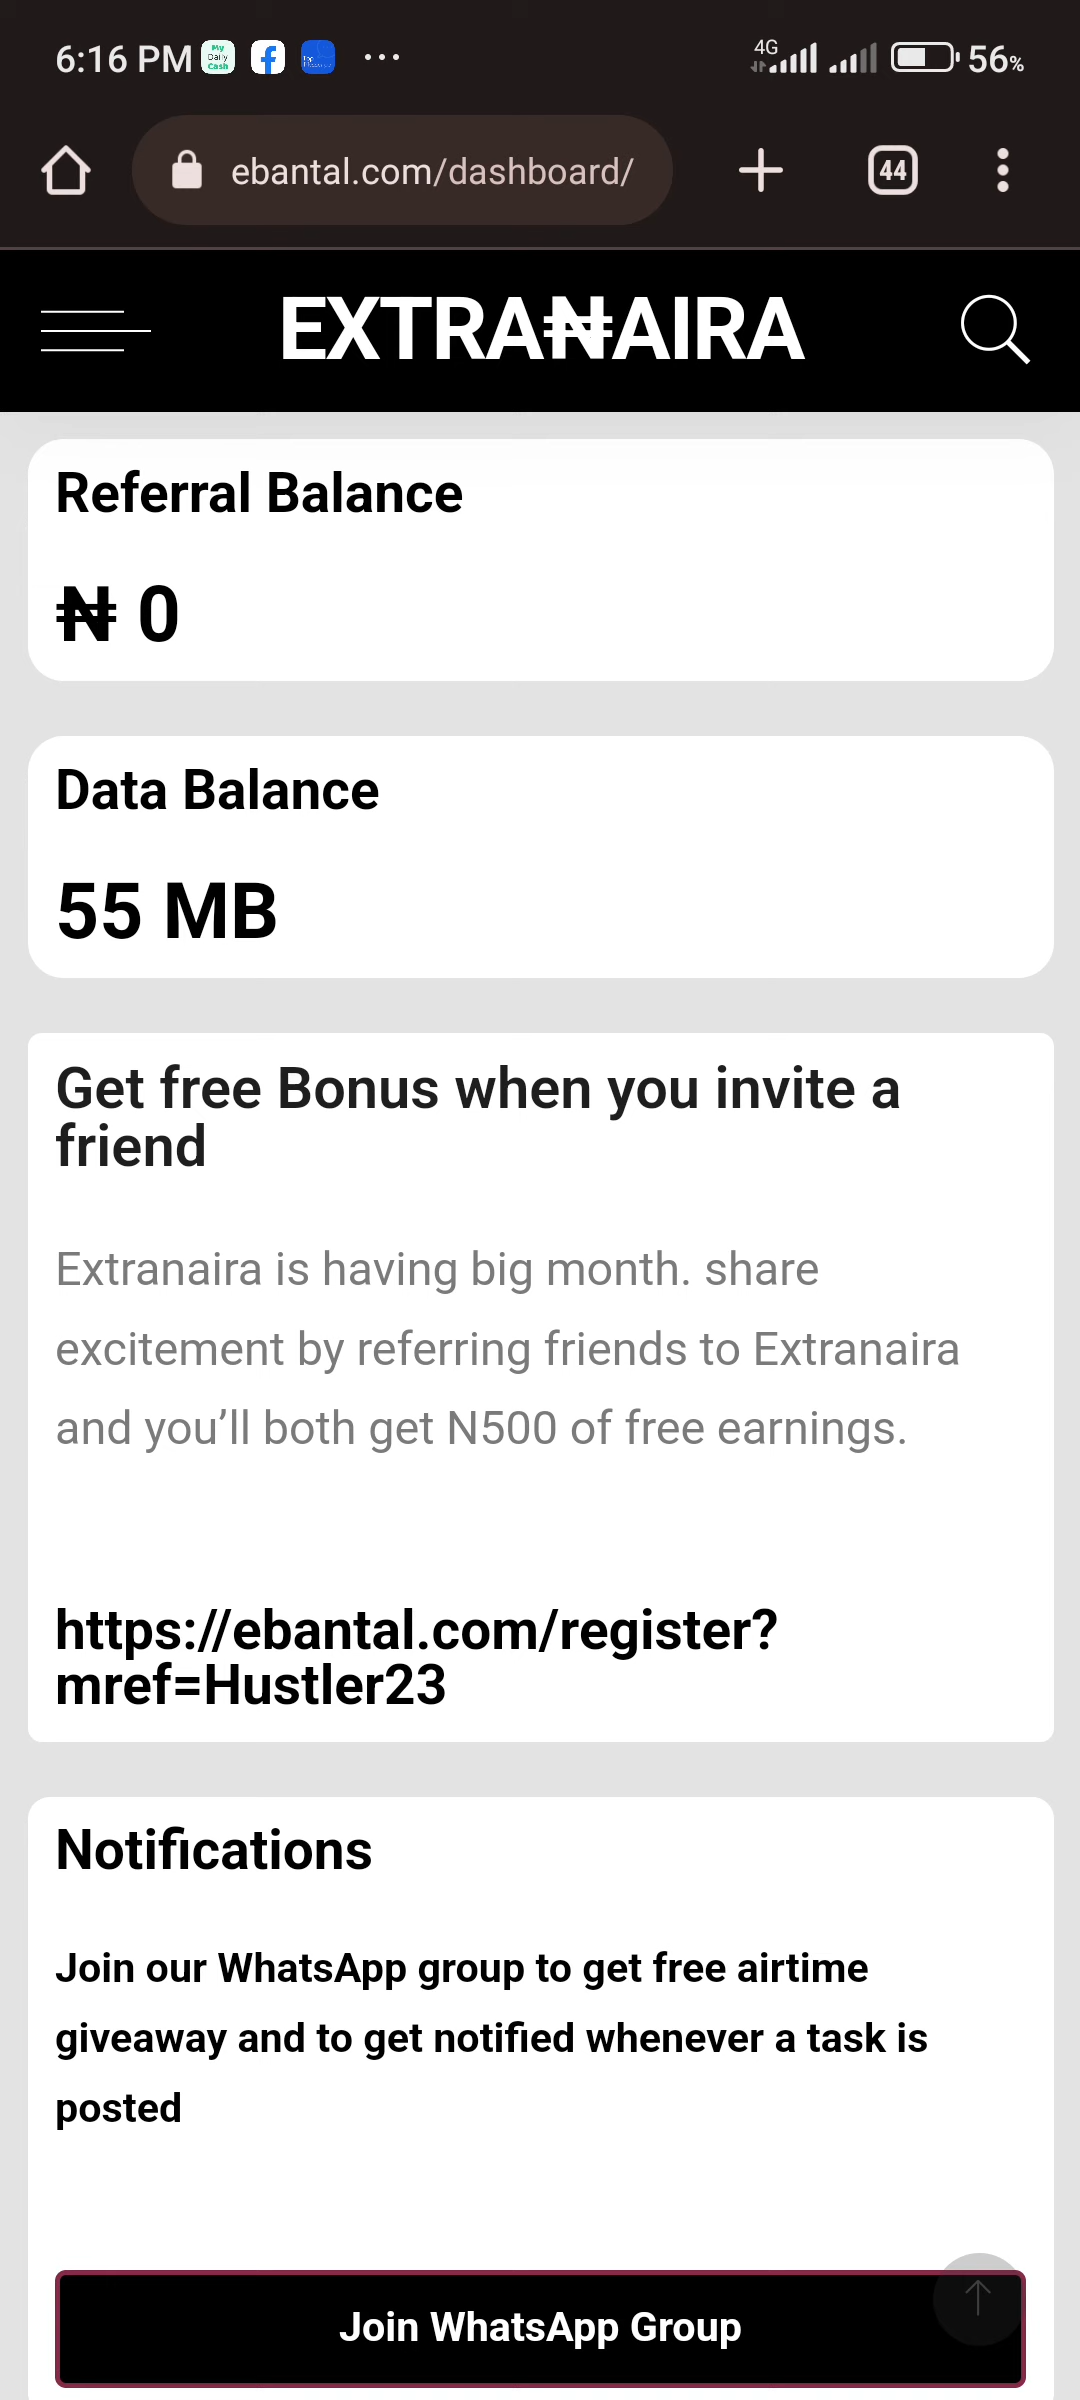 6:16 PM
My
Daily
Cash
4G
56%
ebantal.com/dashboard/
44
EXTRA₦AIRA
Referral Balance
₦ 0
Data Balance
55 MB
Get free Bonus when you invite a
friend
Extranaira is having big month. share
excitement by referring friends to Extranaira
and you’ll both get N500 of free earnings.
https://ebantal.com/register?
mref=Hustler23
Notifications
Join our WhatsApp group to get free airtime
giveaway and to get notified whenever a task is
posted
Join WhatsApp Group